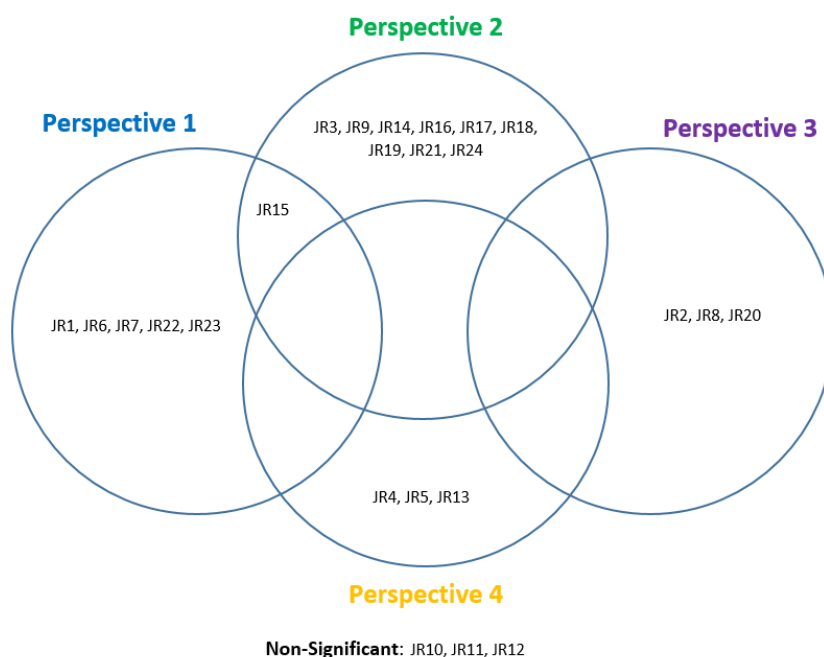 Perspective 2
Perspective 1
Perspective 3
JR3, JR9, JR14, JR16, JR17, JR18,
JR19, JR21, JR24
JR15
JR1, JR6, JR7, JR22, JR23
JR2, JR8, JR20
JR4, JR5, JR13
Perspective 4
Non-Significant: JR10, JR11, JR12